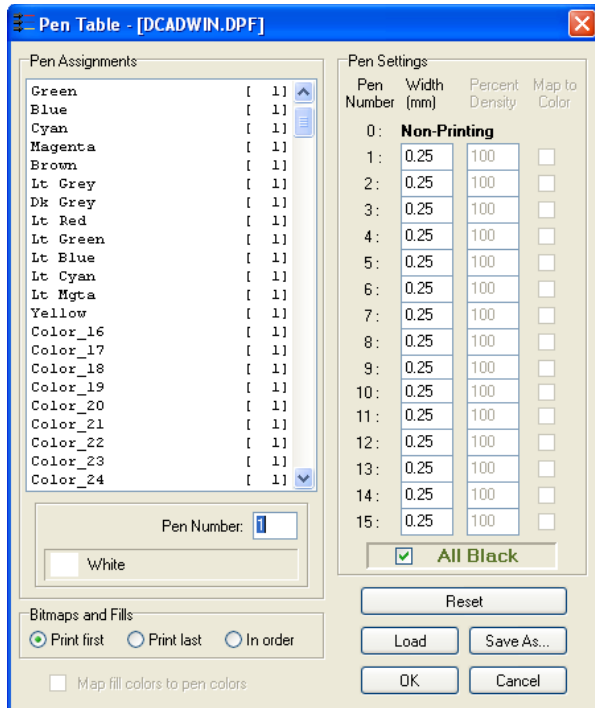 Pen Table - [DCADWIN.DPF]
Pen Assignments
Green [ 1]
Blue [ 1]
Cyan [ 1]
Magenta [ 1]
Brown [ 1]
Lt Grey [ 1]
Dk Grey [ 1]
Lt Red [ 1]
Lt Green [ 1]
Lt Blue [ 1]
Lt Cyan [ 1]
Lt Mgta [ 1]
Yellow [ 1]
Color_16 [ 1]
Color_17 [ 1]
Color_18 [ 1]
Color_19 [ 1]
Color_20 [ 1]
Color_21 [ 1]
Color_22 [ 1]
Color_23 [ 1]
Color_24 [ 1]
Pen Number: 1
White
Bitmaps and Fills
Print first Print last In order
Map fill colors to pen colors
Pen Settings
Pen Width Percent Map to
Number (mm) Density Color
0: Non-Printing
1: 0.25 100
2: 0.25 100
3: 0.25 100
4: 0.25 100
5: 0.25 100
6: 0.25 100
7: 0.25 100
8: 0.25 100
9: 0.25 100
10: 0.25 100
11: 0.25 100
12: 0.25 100
13: 0.25 100
14: 0.25 100
15: 0.25 100
All Black
Reset
Load Save As...
OK Cancel